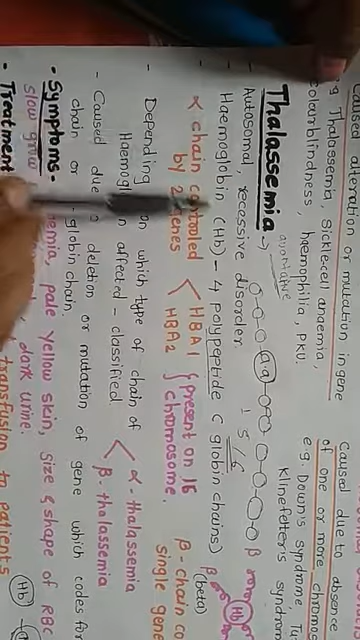 Caused alteration or mutation in gene
g Thalassemia, sickle-cell anaemia,
Colourblindness, haemophilia, PKU.
Caused due to absence
of one or more chromo
e.g. Down's syndrome, Tu
Klinefelter's syndrom
Thalassemia
- Autosomal, recessive disorder.
- Haemoglobin (Hb) - 4 polypeptide (globin chains)
α chain controlled
by 2 genes
HBA1
HBA2
present on 16
chromosome.
β-chain co
(beta)
single gene
β
β
Hb
- Depending on which type of chain of
Haemoglobin affected - classified
α-thalassemia
β-thalassemia
- Caused due deletion or mutation of gene which codes for
chain or globin chain,
• Symptoms- emia, pale yellow skin, size & shape of RBC
slow grow dark urine.
• Treatment transfusion to patients
Hb